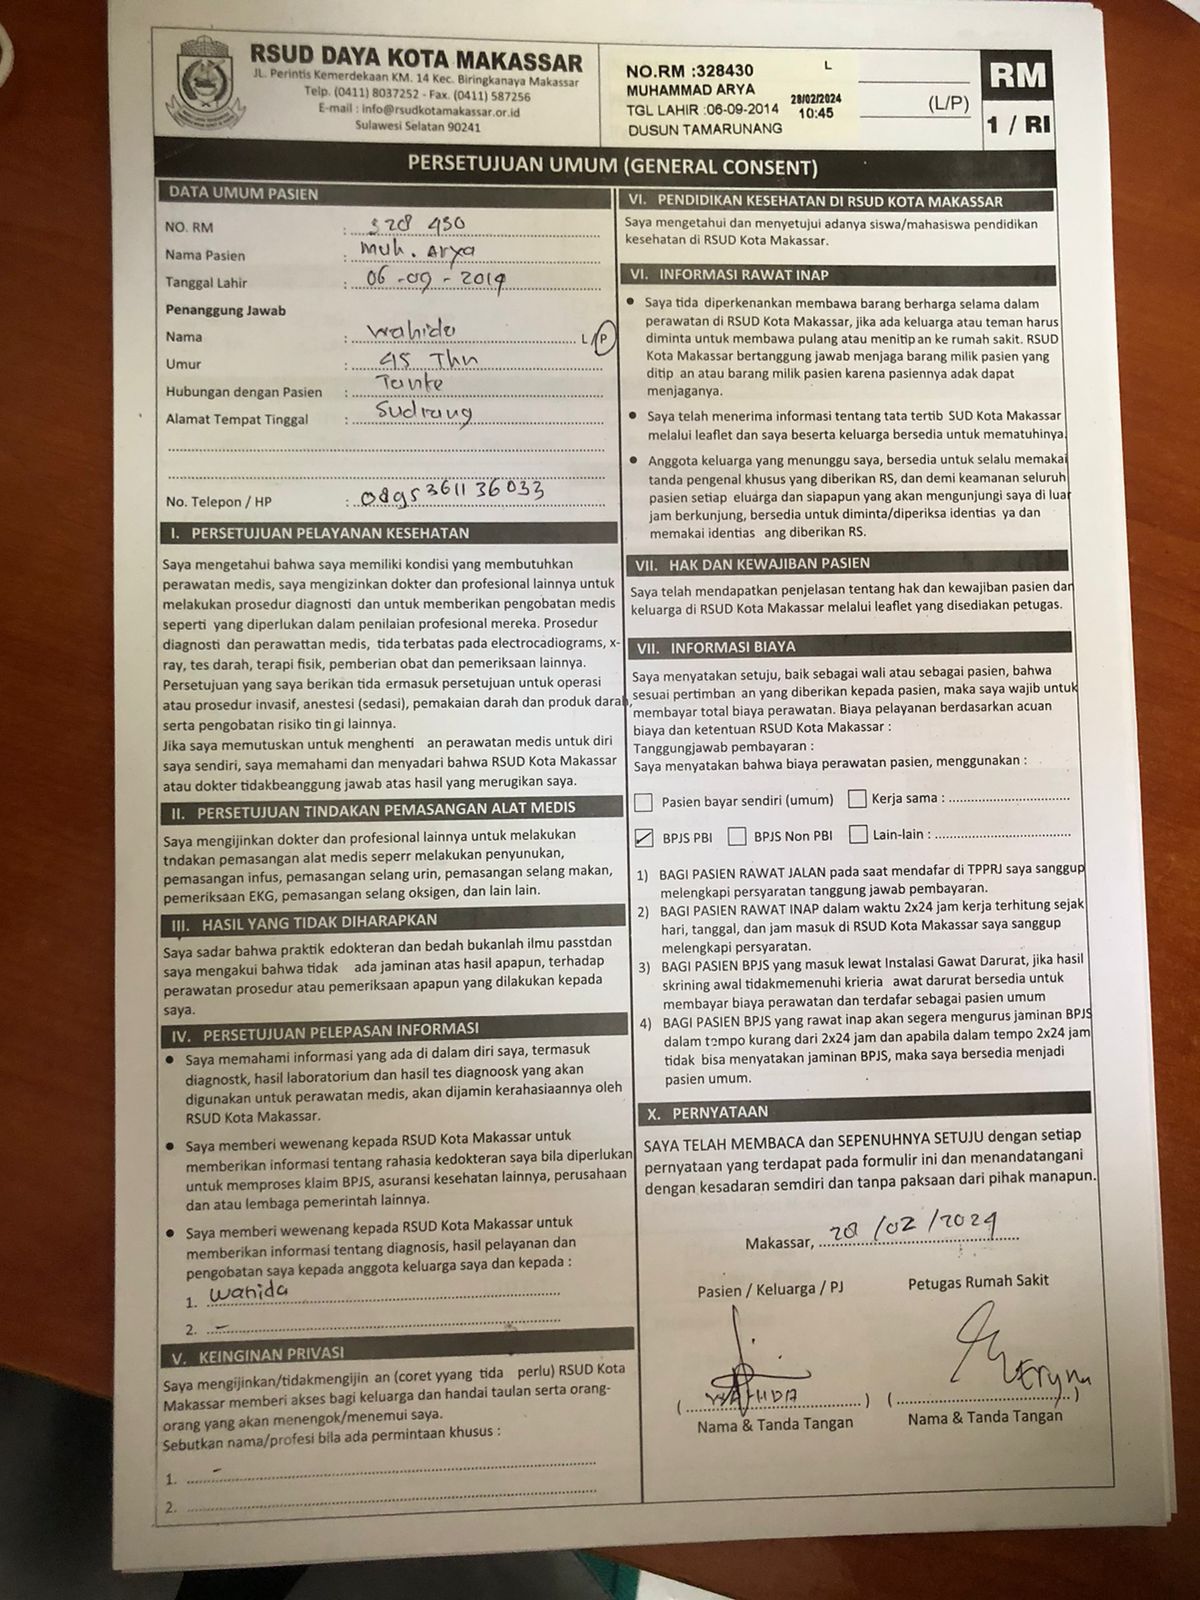 RSUD DAYA KOTA MAKASSAR
JL. Perintis Kemerdekaan KM. 14 Kec. Biringkanaya Makassar
Telp. (0411) 8037252 - Fax. (0411) 587256
E-mail : info@rsudkotamakassar.or.id
Sulawesi Selatan 90241
NO.RM :328430 L
MUHAMMAD ARYA
TGL LAHIR :06-09-2014
28/02/2024
10:45
DUSUN TAMARUNANG
(L/P)
RM
1 / RI
PERSETUJUAN UMUM (GENERAL CONSENT)
DATA UMUM PASIEN
NO. RM : 328 430
Nama Pasien : Muh. Arya
Tanggal Lahir : 06-09-2014
Penanggung Jawab
Nama : Wahida L/P
Umur : 45 Thn
Hubungan dengan Pasien : Tante
Alamat Tempat Tinggal : Sudiang
No. Telepon / HP :
I. PERSETUJUAN PELAYANAN KESEHATAN
Saya mengetahui bahwa saya memiliki kondisi yang membutuhkan
perawatan medis, saya mengizinkan dokter dan profesional lainnya untuk
melakukan prosedur diagnosti dan untuk memberikan pengobatan medis
seperti yang diperlukan dalam penilaian profesional mereka. Prosedur
diagnosti dan perawattan medis, tida terbatas pada electrocadiograms, x-
ray, tes darah, terapi fisik, pemberian obat dan pemeriksaan lainnya.
Persetujuan yang saya berikan tida ermasuk persetujuan untuk operasi
atau prosedur invasif, anestesi (sedasi), pemakaian darah dan produk darah,
serta pengobatan risiko tin gi lainnya.
Jika saya memutuskan untuk menghenti an perawatan medis untuk diri
saya sendiri, saya memahami dan menyadari bahwa RSUD Kota Makassar
atau dokter tidakbeanggung jawab atas hasil yang merugikan saya.
II. PERSETUJUAN TINDAKAN PEMASANGAN ALAT MEDIS
Saya mengijinkan dokter dan profesional lainnya untuk melakukan
tndakan pemasangan alat medis seperr melakukan penyunukan,
pemasangan infus, pemasangan selang urin, pemasangan selang makan,
pemeriksaan EKG, pemasangan selang oksigen, dan lain lain.
III. HASIL YANG TIDAK DIHARAPKAN
Saya sadar bahwa praktik edokteran dan bedah bukanlah ilmu passtdan
saya mengakui bahwa tidak ada jaminan atas hasil apapun, terhadap
perawatan prosedur atau pemeriksaan apapun yang dilakukan kepada
saya.
IV. PERSETUJUAN PELEPASAN INFORMASI
• Saya memahami informasi yang ada di dalam diri saya, termasuk
diagnostk, hasil laboratorium dan hasil tes diagnoosk yang akan
digunakan untuk perawatan medis, akan dijamin kerahasiaannya oleh
RSUD Kota Makassar.
• Saya memberi wewenang kepada RSUD Kota Makassar untuk
memberikan informasi tentang rahasia kedokteran saya bila diperlukan
untuk memproses klaim BPJS, asuransi kesehatan lainnya, perusahaan
dan atau lembaga pemerintah lainnya.
• Saya memberi wewenang kepada RSUD Kota Makassar untuk
memberikan informasi tentang diagnosis, hasil pelayanan dan
pengobatan saya kepada anggota keluarga saya dan kepada :
1. Wahida
2. -
V. KEINGINAN PRIVASI
Saya mengijinkan/tidakmengijin an (coret yyang tida perlu) RSUD Kota
Makassar memberi akses bagi keluarga dan handai taulan serta orang-
orang yang akan menengok/menemui saya.
Sebutkan nama/profesi bila ada permintaan khusus :
1. -
2.
VI. PENDIDIKAN KESEHATAN DI RSUD KOTA MAKASSAR
Saya mengetahui dan menyetujui adanya siswa/mahasiswa pendidikan
kesehatan di RSUD Kota Makassar.
VI. INFORMASI RAWAT INAP
• Saya tida diperkenankan membawa barang berharga selama dalam
perawatan di RSUD Kota Makassar, jika ada keluarga atau teman harus
diminta untuk membawa pulang atau menitip an ke rumah sakit. RSUD
Kota Makassar bertanggung jawab menjaga barang milik pasien yang
ditip an atau barang milik pasien karena pasiennya adak dapat
menjaganya.
• Saya telah menerima informasi tentang tata tertib SUD Kota Makassar
melalui leaflet dan saya beserta keluarga bersedia untuk mematuhinya.
• Anggota keluarga yang menunggu saya, bersedia untuk selalu memakai
tanda pengenal khusus yang diberikan RS, dan demi keamanan seluruh
pasien setiap eluarga dan siapapun yang akan mengunjungi saya di luar
jam berkunjung, bersedia untuk diminta/diperiksa identias ya dan
memakai identias ang diberikan RS.
VII. HAK DAN KEWAJIBAN PASIEN
Saya telah mendapatkan penjelasan tentang hak dan kewajiban pasien dan
keluarga di RSUD Kota Makassar melalui leaflet yang disediakan petugas.
VII. INFORMASI BIAYA
Saya menyatakan setuju, baik sebagai wali atau sebagai pasien, bahwa
sesuai pertimban an yang diberikan kepada pasien, maka saya wajib untuk
membayar total biaya perawatan. Biaya pelayanan berdasarkan acuan
biaya dan ketentuan RSUD Kota Makassar :
Tanggungjawab pembayaran :
Saya menyatakan bahwa biaya perawatan pasien, menggunakan :
Pasien bayar sendiri (umum) Kerja sama :
✓ BPJS PBI BPJS Non PBI Lain-lain :
1) BAGI PASIEN RAWAT JALAN pada saat mendafar di TPPRJ saya sanggup
melengkapi persyaratan tanggung jawab pembayaran.
2) BAGI PASIEN RAWAT INAP dalam waktu 2x24 jam kerja terhitung sejak
hari, tanggal, dan jam masuk di RSUD Kota Makassar saya sanggup
melengkapi persyaratan.
3) BAGI PASIEN BPJS yang masuk lewat Instalasi Gawat Darurat, jika hasil
skrining awal tidakmemenuhi krieria awat darurat bersedia untuk
membayar biaya perawatan dan terdafar sebagai pasien umum
4) BAGI PASIEN BPJS yang rawat inap akan segera mengurus jaminan BPJS
dalam tempo kurang dari 2x24 jam dan apabila dalam tempo 2x24 jam
tidak bisa menyatakan jaminan BPJS, maka saya bersedia menjadi
pasien umum.
X. PERNYATAAN
SAYA TELAH MEMBACA dan SEPENUHNYA SETUJU dengan setiap
pernyataan yang terdapat pada formulir ini dan menandatangani
dengan kesadaran semdiri dan tanpa paksaan dari pihak manapun.
Makassar, 28/02/2024
Pasien / Keluarga / PJ Petugas Rumah Sakit
(WAHIDA) ( )
Nama & Tanda Tangan Nama & Tanda Tangan